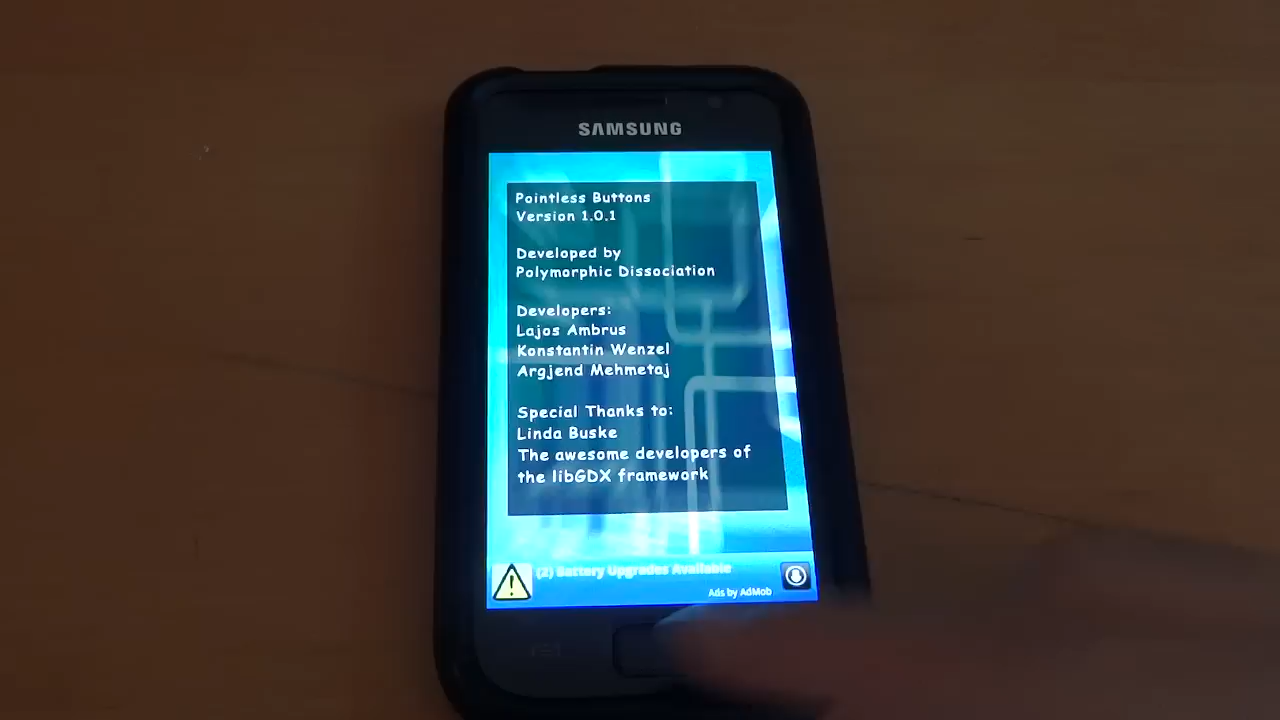 SAMSUNG
Pointless Buttons
Version 1.0.1
Developed by
Polymorphic Dissociation
Developers:
Lajos Ambrus
Konstantin Wenzel
Argjend Mehmetaj
Special Thanks to:
Linda Buske
The awesome developers of
the libGDX framework
(2) Battery Upgrades Available
Ads by AdMob